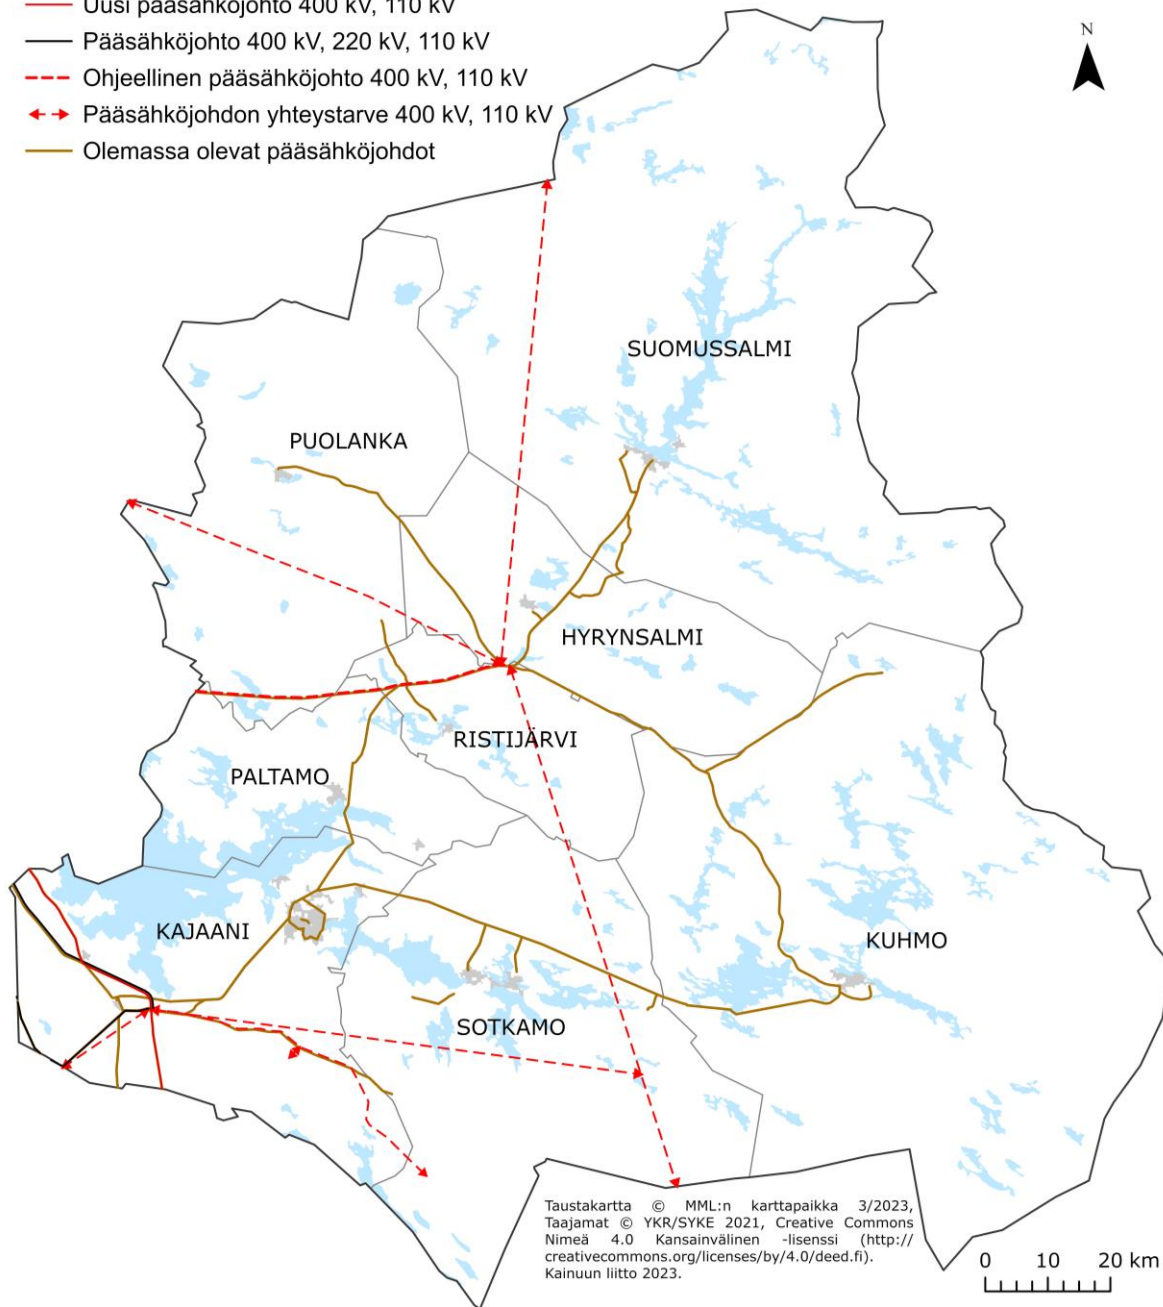 Uusi pääsähköjohto 400 kV, 110 kV
Pääsähköjohto 400 kV, 220 kV, 110 kV
Ohjeellinen pääsähköjohto 400 kV, 110 kV
Pääsähköjohdon yhteystarve 400 kV, 110 kV
Olemassa olevat pääsähköjohdot
N
SUOMUSSALMI
PUOLANKA
HYRYNSALMI
RISTIJÄRVI
PALTAMO
KAJAANI
KUHMO
SOTKAMO
Taustakartta © MML:n karttapaikka 3/2023,
Taajamat © YKR/SYKE 2021, Creative Commons
Nimeä 4.0 Kansainvälinen -lisenssi (http://
creativecommons.org/licenses/by/4.0/deed.fi).
Kainuun liitto 2023.
0 10 20 km